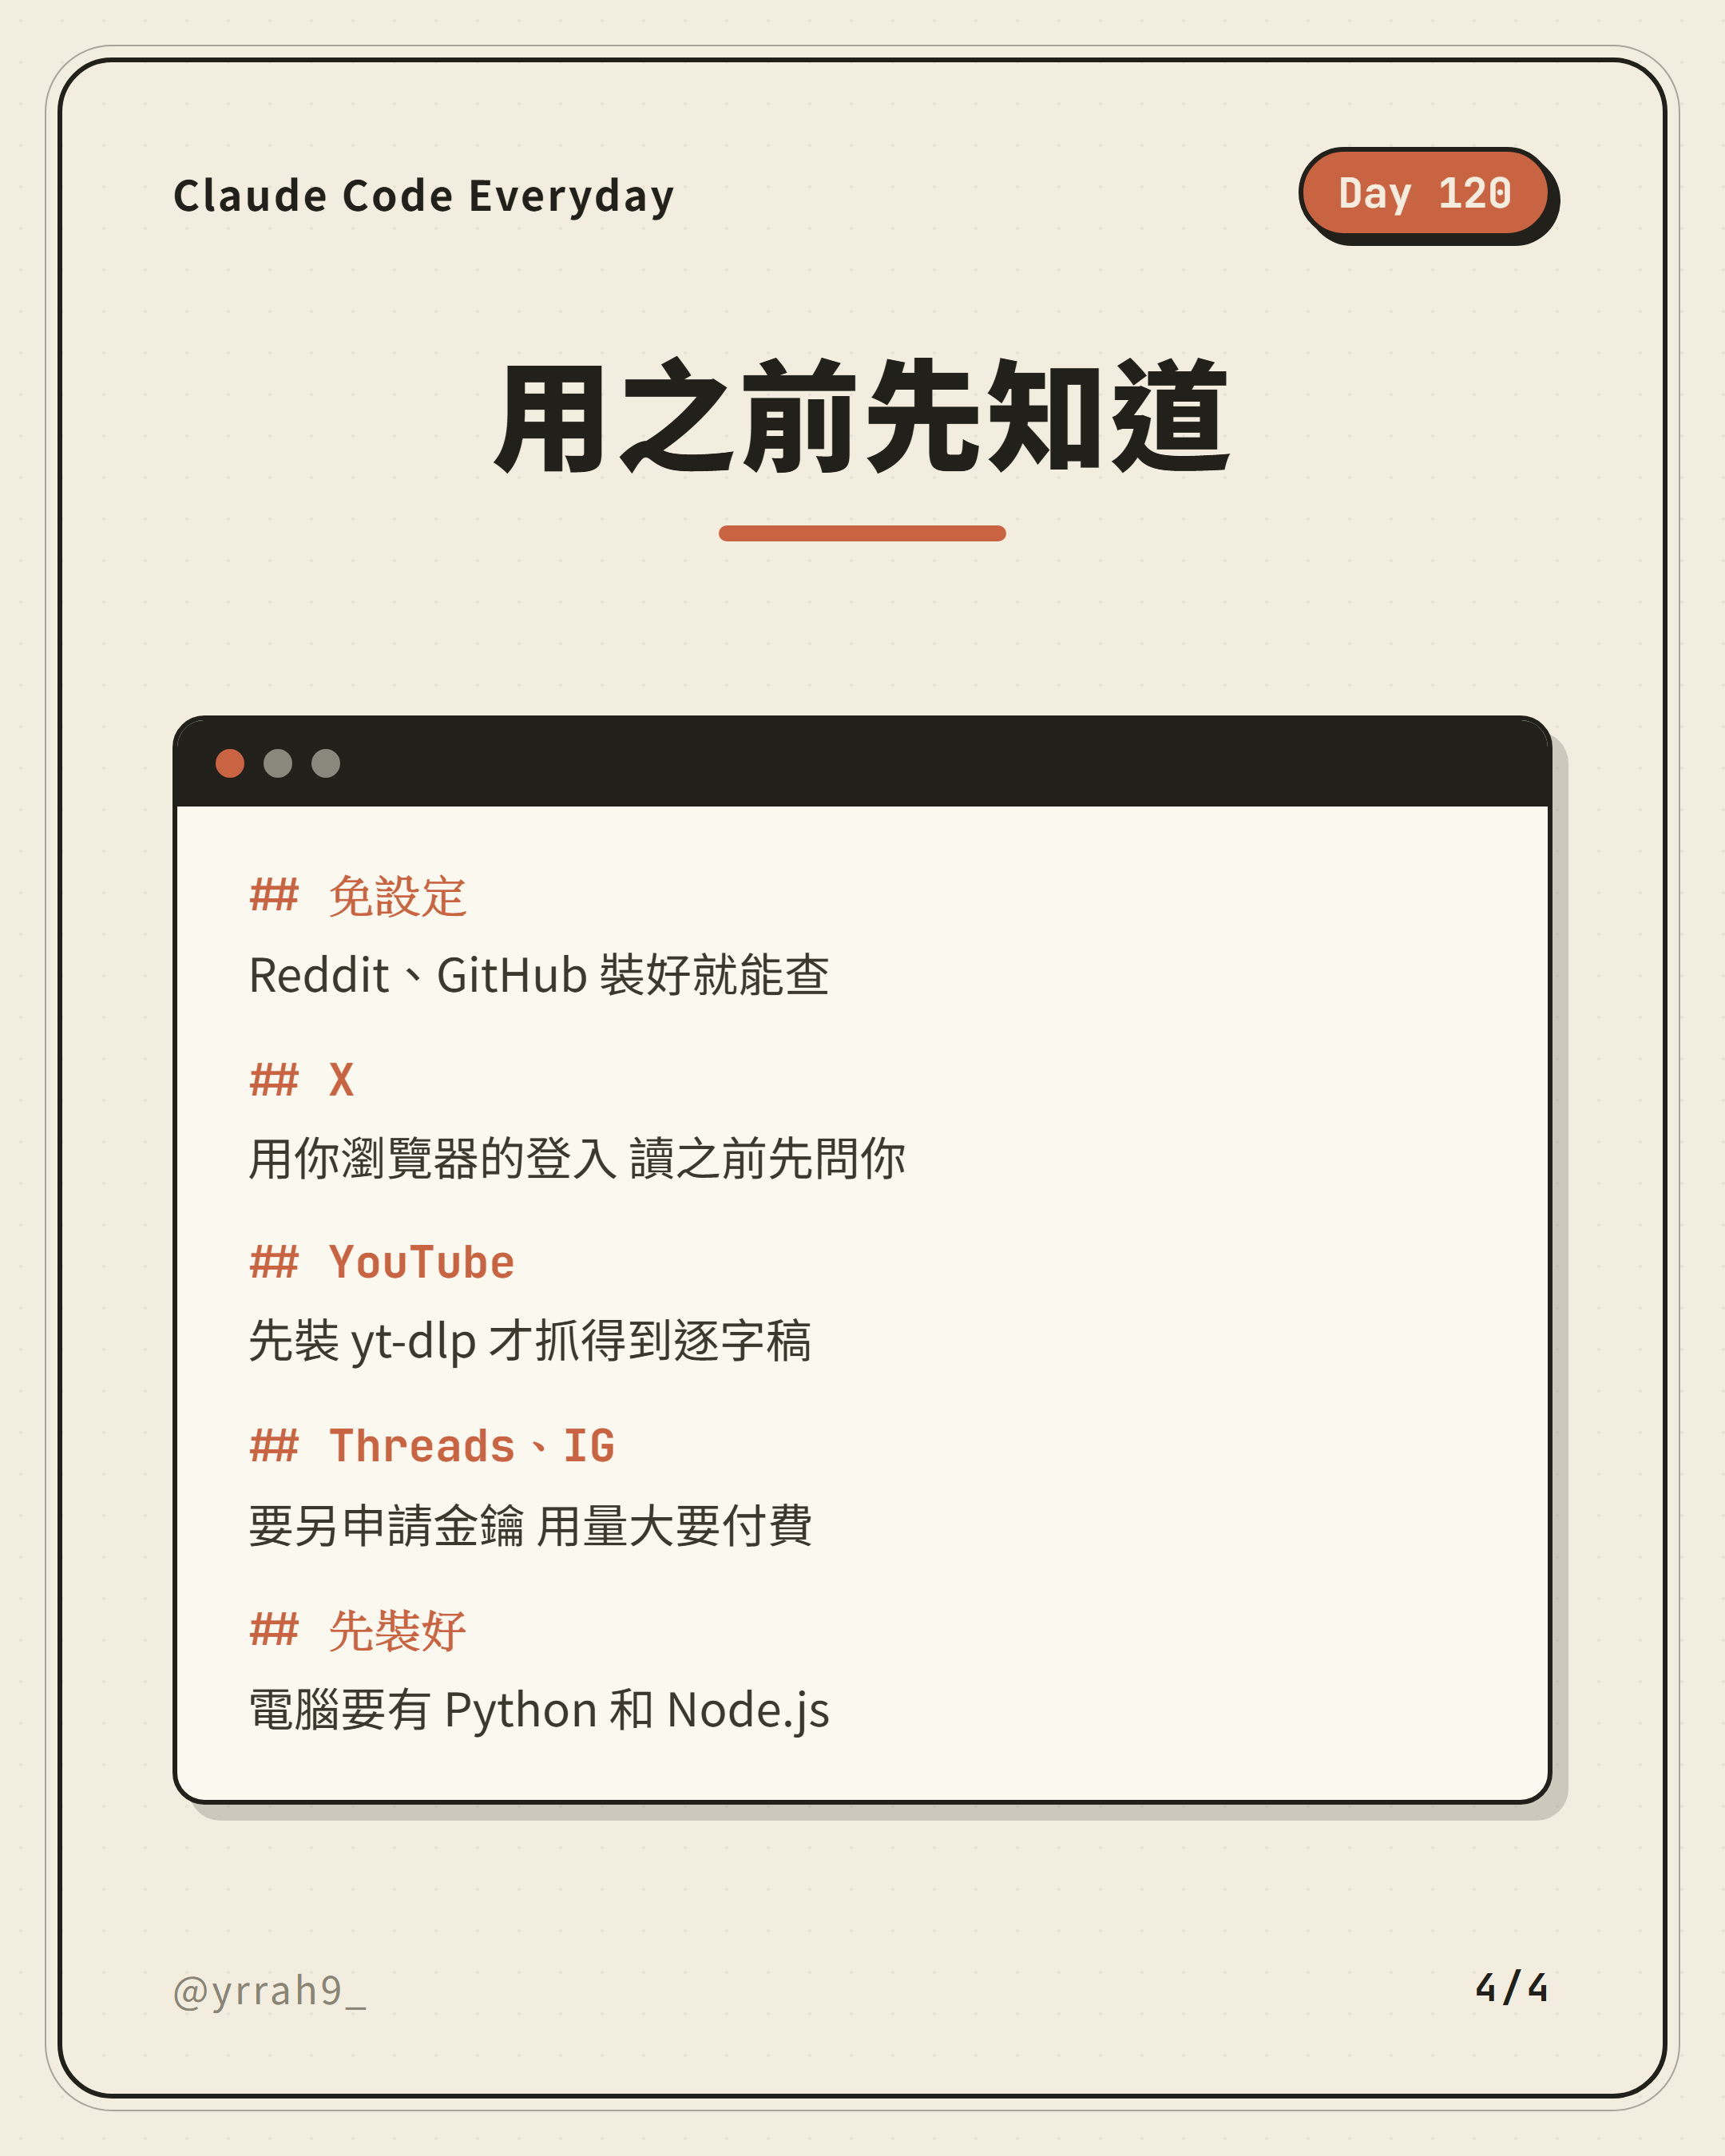 Claude Code Everyday
Day 120
用之前先知道
## 免設定
Reddit、GitHub 裝好就能查
## X
用你瀏覽器的登入 讀之前先問你
## YouTube
先裝 yt-dlp 才抓得到逐字稿
## Threads、IG
要另申請金鑰 用量大要付費
## 先裝好
電腦要有 Python 和 Node.js
@yrrah9_
4/4